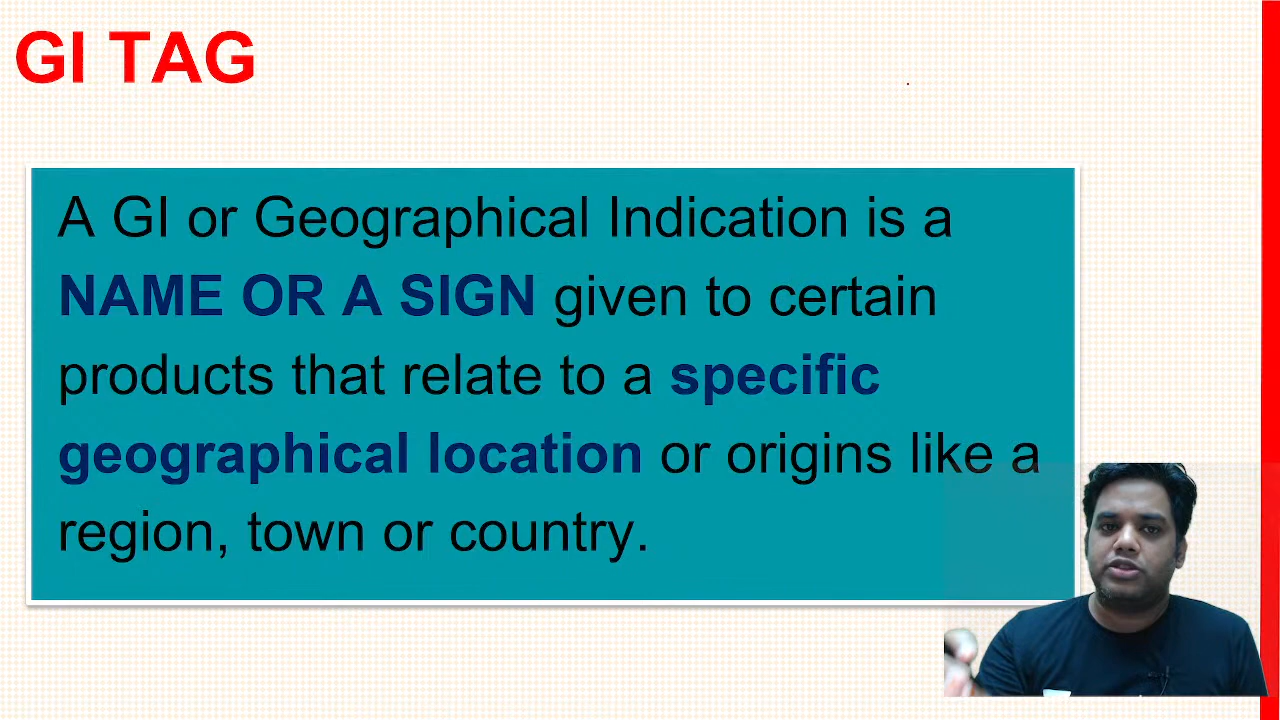 GI TAG
A GI or Geographical Indication is a
NAME OR A SIGN given to certain
products that relate to a specific
geographical location or origins like a
region, town or country.